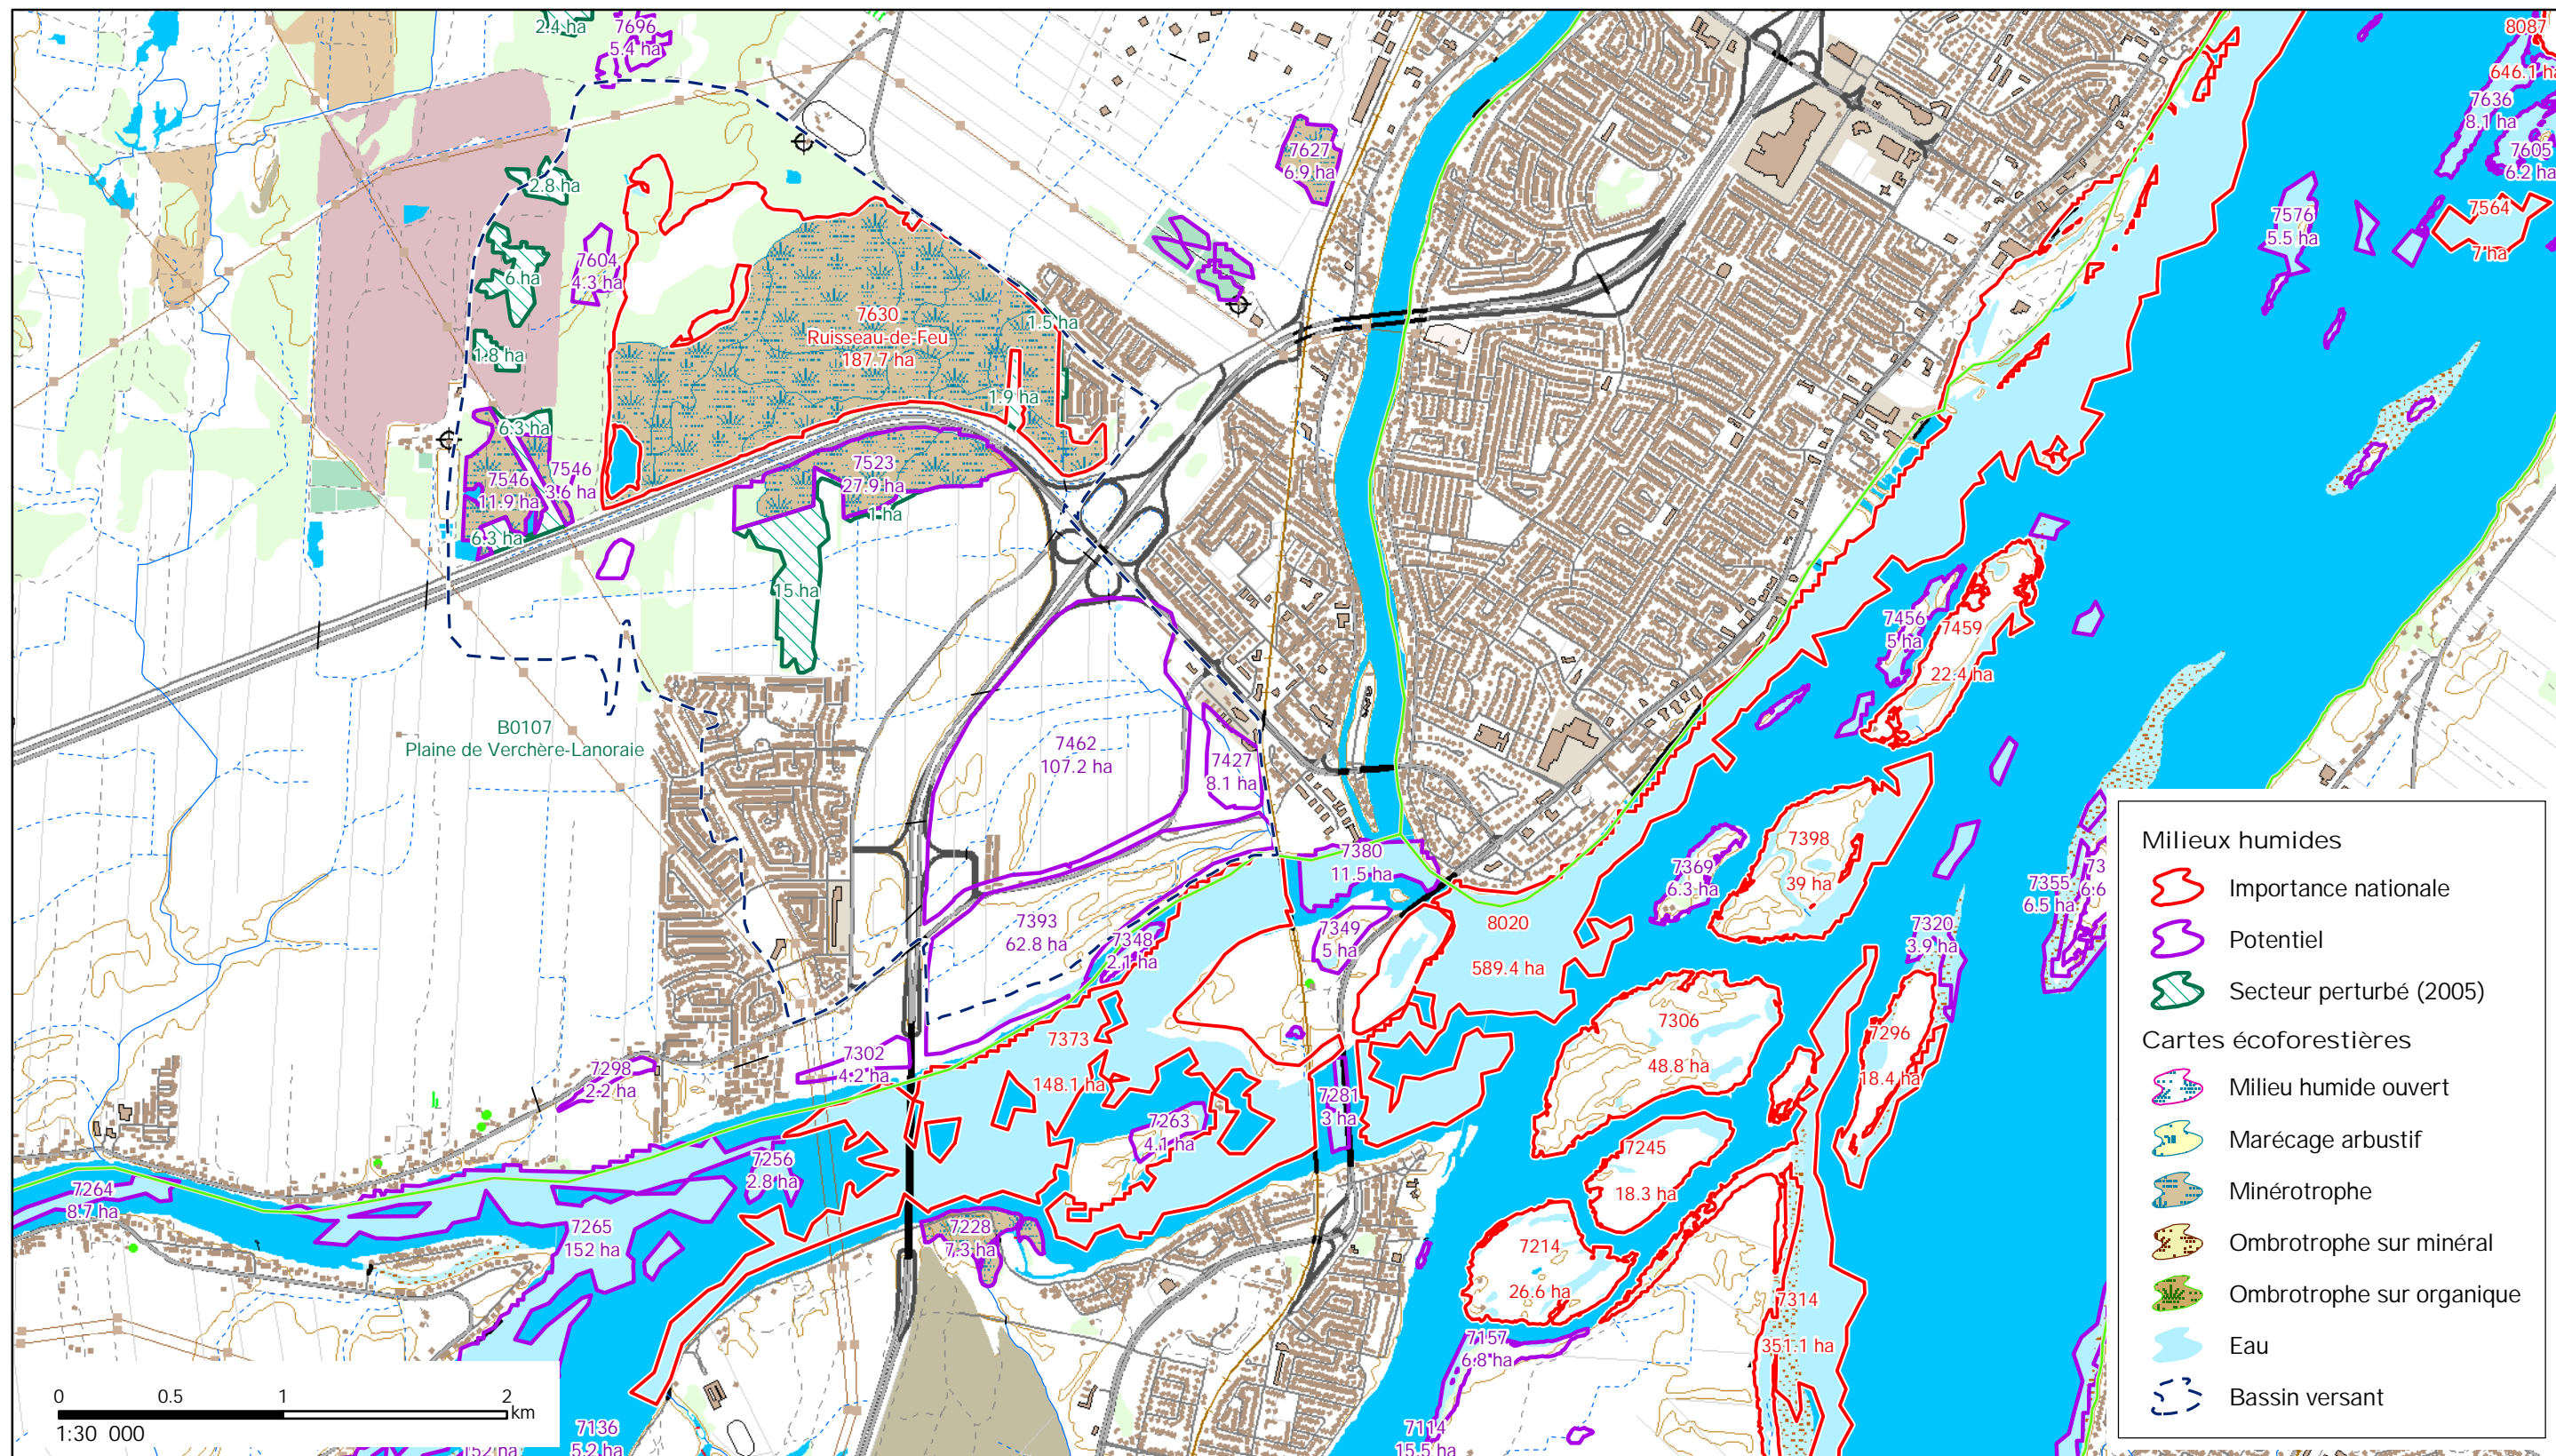 2.4 ha
7696
5.4 ha
8087
646.1 ha
7636
8.1 ha
7605
6.2 ha
7627
6.9 ha
2.8 ha
7576
5.5 ha
7564
7 ha
7604
4.3 ha
6 ha
1.8 ha
7630
Ruisseau-de-Feu
187.7 ha
1.5 ha
1.9 ha
6.3 ha
7546
11.9 ha
7546
3.6 ha
6.3 ha
7523
27.9 ha
1 ha
15 ha
7456
5 ha
7459
22.4 ha
B0107
Plaine de Verchère-Lanoraie
7462
107.2 ha
7427
8.1 ha
7380
11.5 ha
7398
39 ha
7369
6.3 ha
7355
6.5 ha
73
6.6
7393
62.8 ha
7348
2.1 ha
7349
5 ha
8020
589.4 ha
7320
3.9 ha
7373
148.1 ha
7302
4.2 ha
7298
2.2 ha
7306
48.8 ha
7296
18.4 ha
7281
3 ha
7263
4.1 ha
7245
18.3 ha
7256
2.8 ha
7264
8.7 ha
7265
152 ha
7228
7.3 ha
7214
26.6 ha
7314
351.1 ha
7157
6.8 ha
7136
5.2 ha
152 ha
7114
15.5 ha
0 0.5 1 2
km
1:30 000
Milieux humides
Importance nationale
Potentiel
Secteur perturbé (2005)
Cartes écoforestières
Milieu humide ouvert
Marécage arbustif
Minérotrophe
Ombrotrophe sur minéral
Ombrotrophe sur organique
Eau
Bassin versant